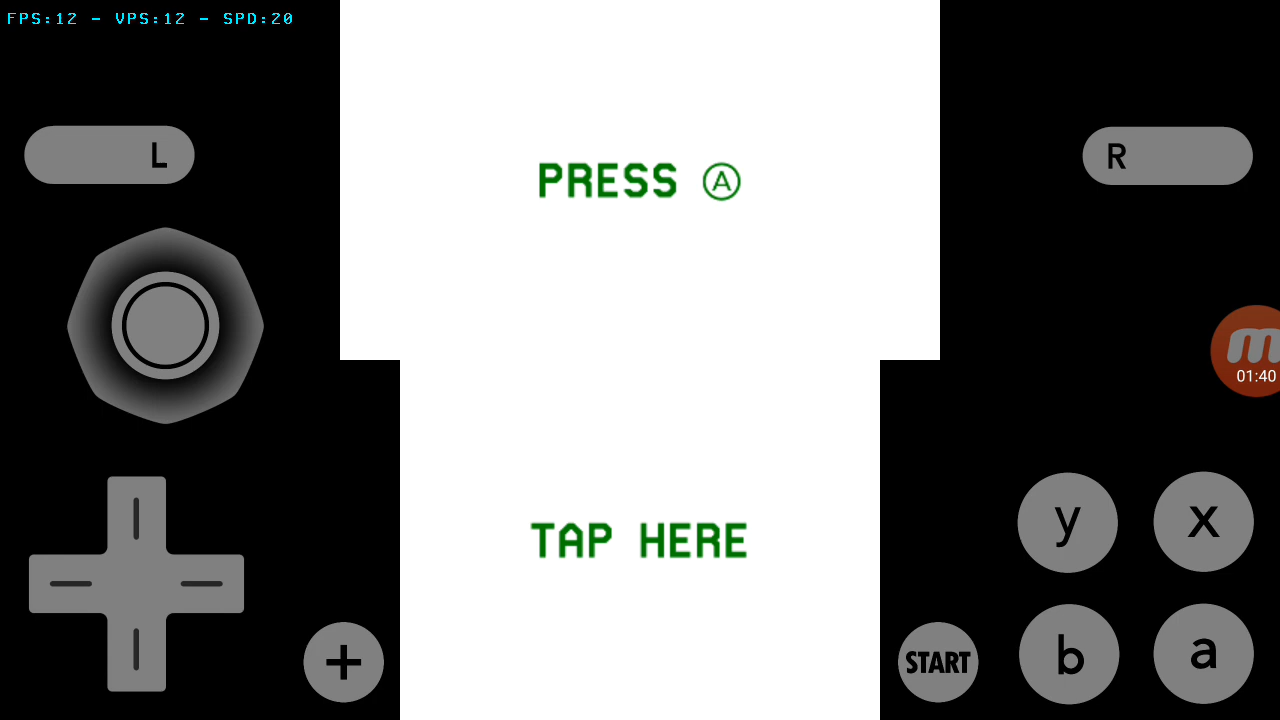 FPS:12 - VPS:12 - SPD:20
L
R
PRESS Ⓐ
m
01:40
y
x
TAP HERE
b
a
+
START